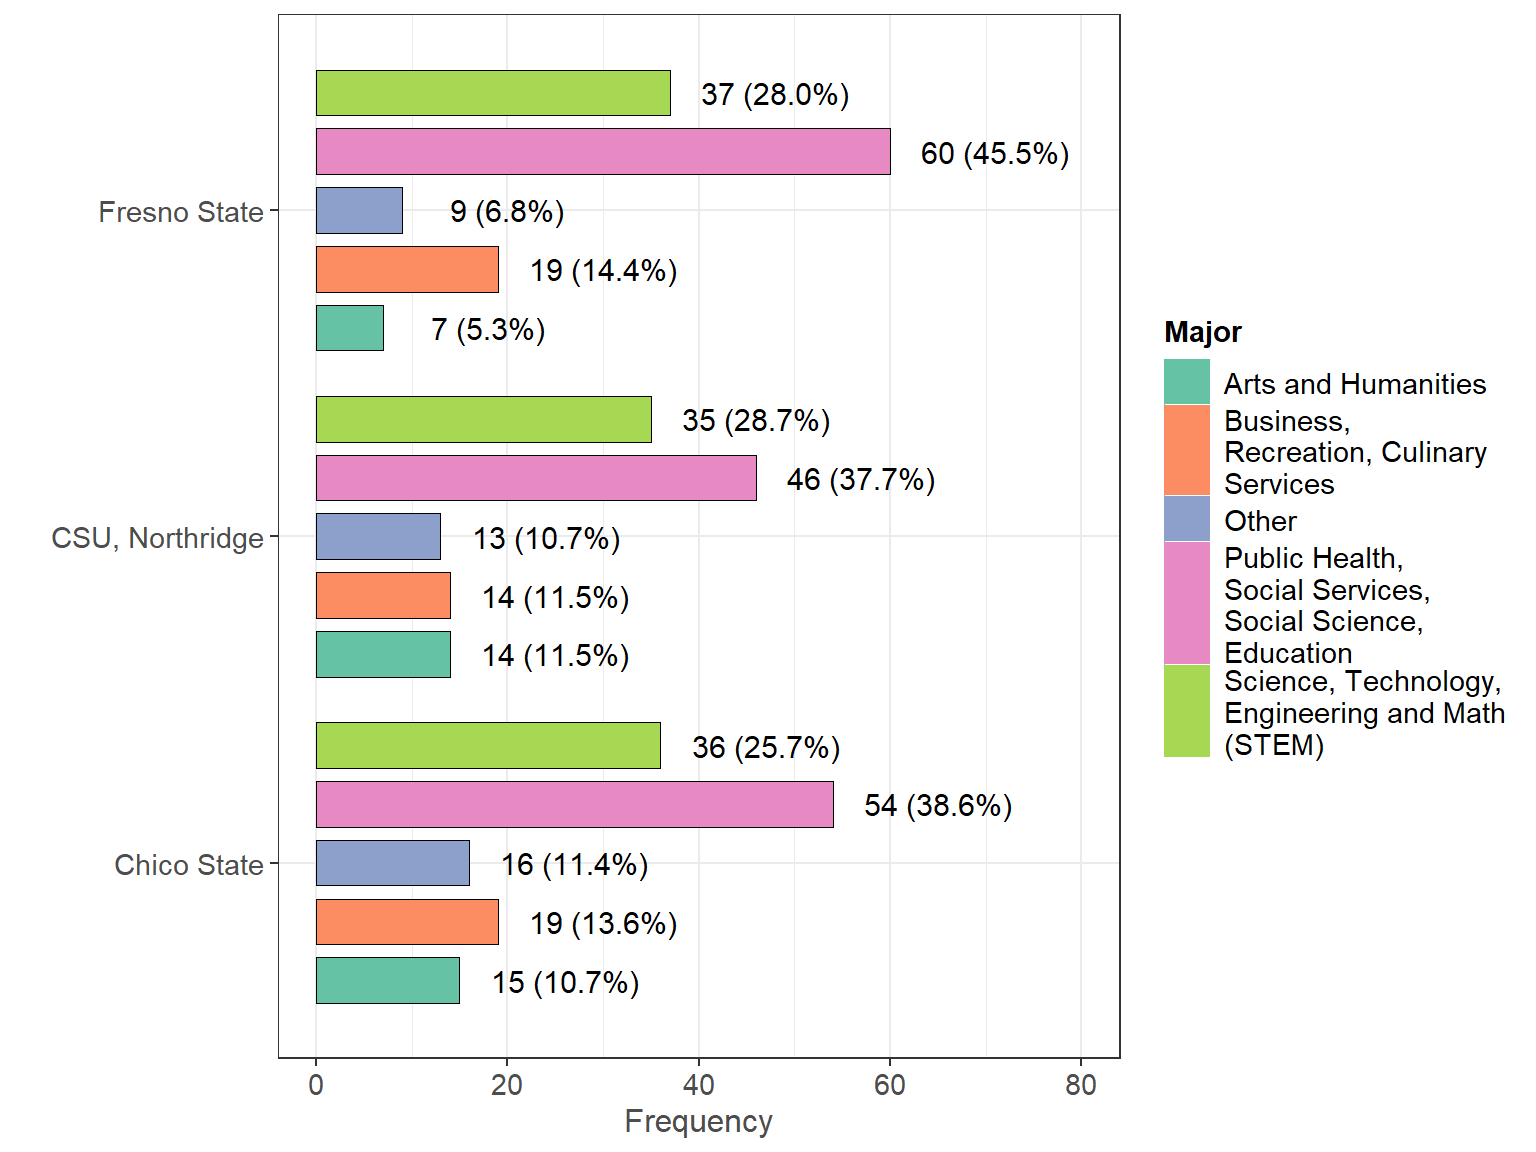 37 (28.0%)
60 (45.5%)
Fresno State
9 (6.8%)
19 (14.4%)
7 (5.3%)
35 (28.7%)
46 (37.7%)
CSU, Northridge
13 (10.7%)
14 (11.5%)
14 (11.5%)
36 (25.7%)
54 (38.6%)
Chico State
16 (11.4%)
19 (13.6%)
15 (10.7%)
0
20
40
60
80
Frequency
Major
Arts and Humanities
Business,
Recreation, Culinary
Services
Other
Public Health,
Social Services,
Social Science,
Education
Science, Technology,
Engineering and Math
(STEM)